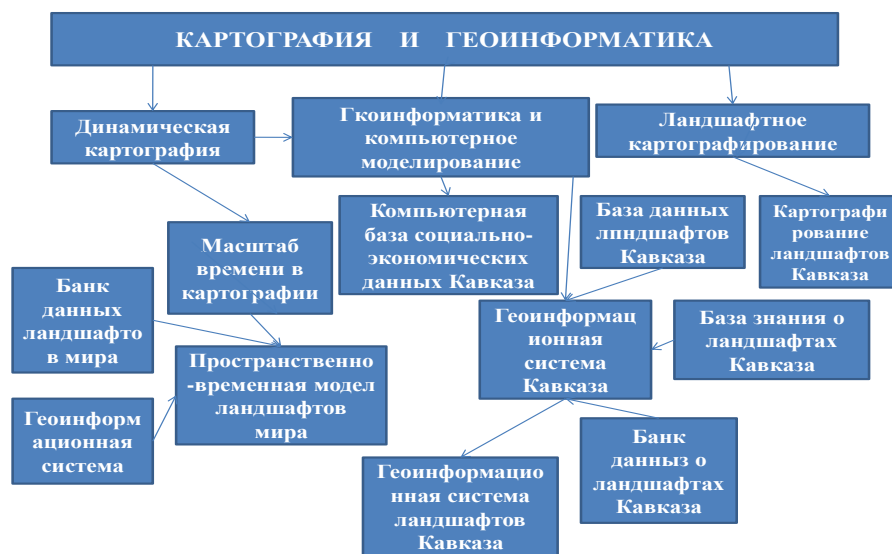 КАРТОГРАФИЯ И ГЕОИНФОРМАТИКА
Динамическая
картография
Гкоинформатика и
компьютерное
моделирование
Ландшафтное
картографирование
Компьютерная
база социально-
экономических
данных Кавказа
База данных
лпндшафтов
Кавказа
Картографи
рование
ландшафтов
Кавказа
Масштаб
времени в
картографии
Банк
данных
ландшафто
в мира
Геоинформац
ионная
система
Кавказа
База знания о
ландшафтах
Кавказа
Пространственно
-временная модел
ландшафтов
мира
Геоинформ
ационная
система
Геоинформацио
нная система
ландшафтов
Кавказа
Банк
данныз о
ландшафтах
Кавказа